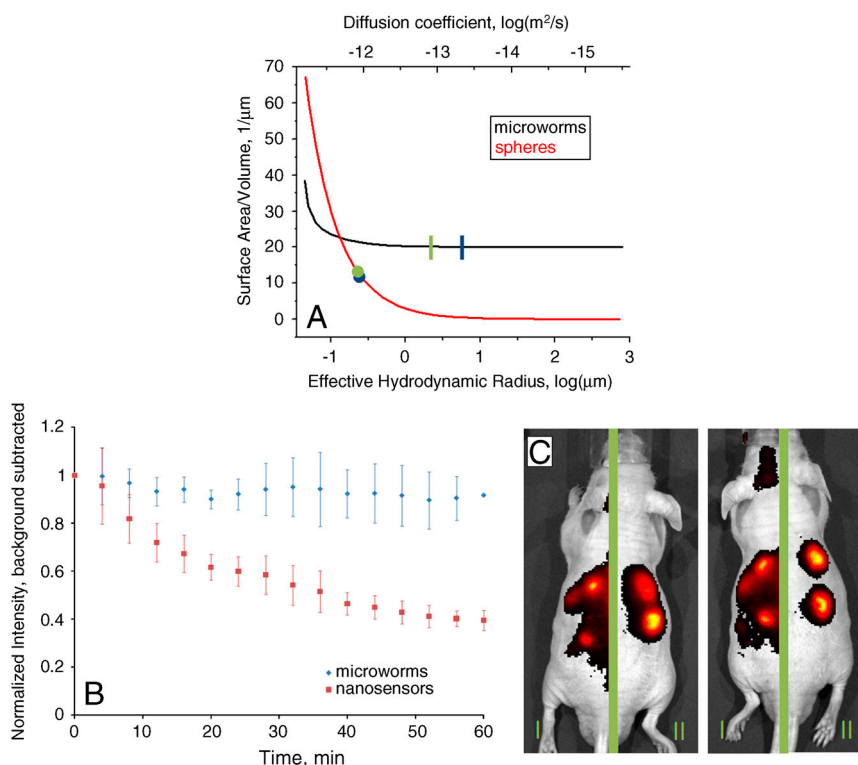 Diffusion coefficient, log(m²/s)
-12 -13 -14 -15
70
60
50
40
30
20
10
0
Surface Area/Volume, 1/µm
microworms
spheres
A
-1 0 1 2 3
Effective Hydrodynamic Radius, log(µm)
1.2
1
0.8
0.6
0.4
0.2
0
Normalized Intensity, background subtracted
microworms
nanosensors
B
0 10 20 30 40 50 60
Time, min
C
I II I II